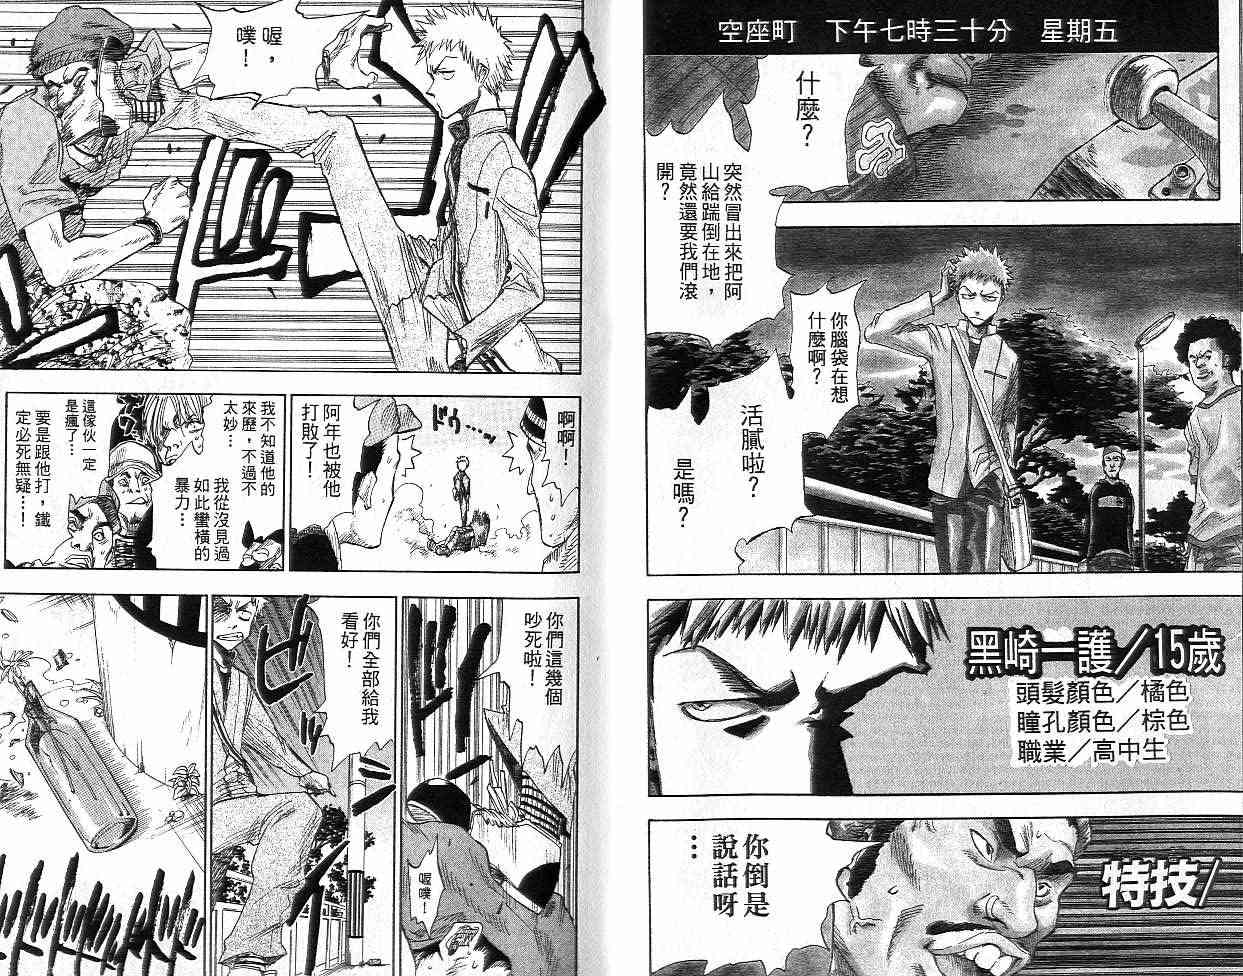 空座町　下午七時三十分　星期五
什麼？
突然冒出來把阿
山給踹倒在地，
竟然還要我們滾
開？
你腦袋在想
什麼啊？
活膩啦？
是嗎？
黑崎一護／15歲
頭髮顏色／橘色
瞳孔顏色／棕色
職業／高中生
特技／
你倒是
說話呀
…
喔，
噗！
啊啊！
阿年也被他
打敗了！
ドゥ…
我不知道他的
來歷，不過不
太妙…
我從沒見過
如此蠻橫的
暴力…
這傢伙一定
是瘋了…
要是跟他打，鐵
定必死無疑…！
你們這幾個
吵死啦！
喔噗！
你們全部給我
看好！